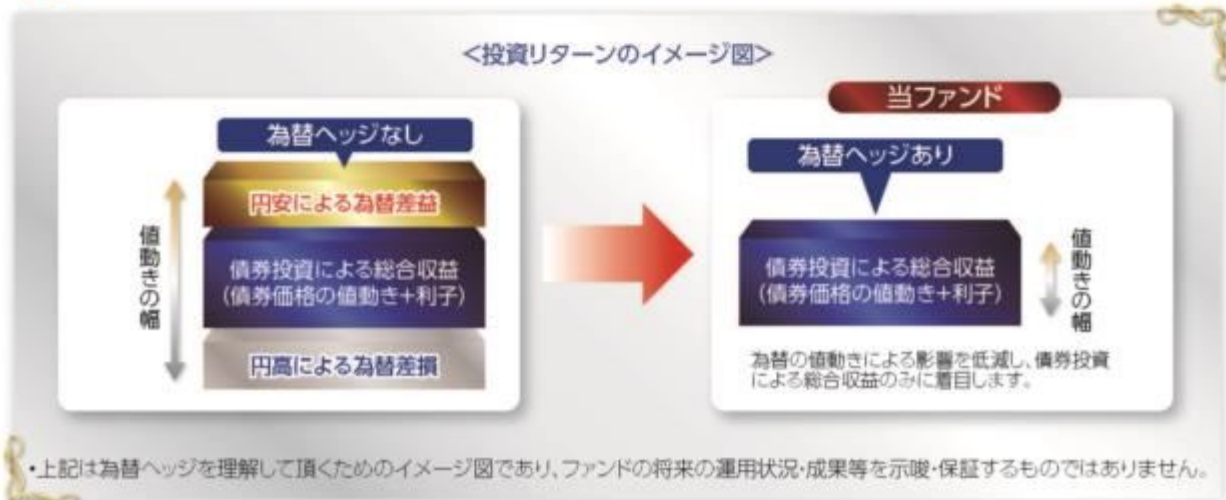 <投資リターンのイメージ図>
為替ヘッジなし
円安による為替差益
値動きの幅
債券投資による総合収益
(債券価格の値動き+利子)
円高による為替差損
当ファンド
為替ヘッジあり
債券投資による総合収益
(債券価格の値動き+利子)
値動きの幅
為替の値動きによる影響を低減し、債券投資
による総合収益のみに着目します。
・上記は為替ヘッジを理解して頂くためのイメージ図であり、ファンドの将来の運用状況・成果等を示唆・保証するものではありません。